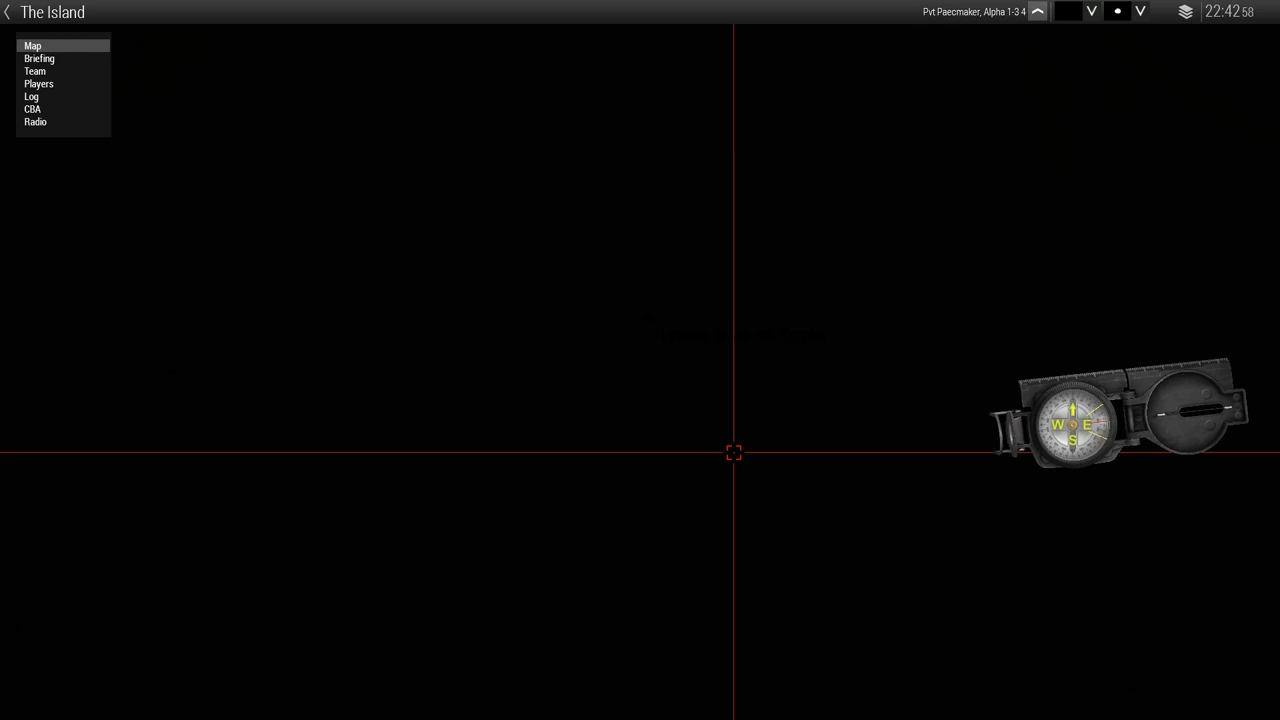 The Island
Pvt Paecmaker, Alpha 1-3 4
22:42 58
Map
Briefing
Team
Players
Log
CBA
Radio
W E
S